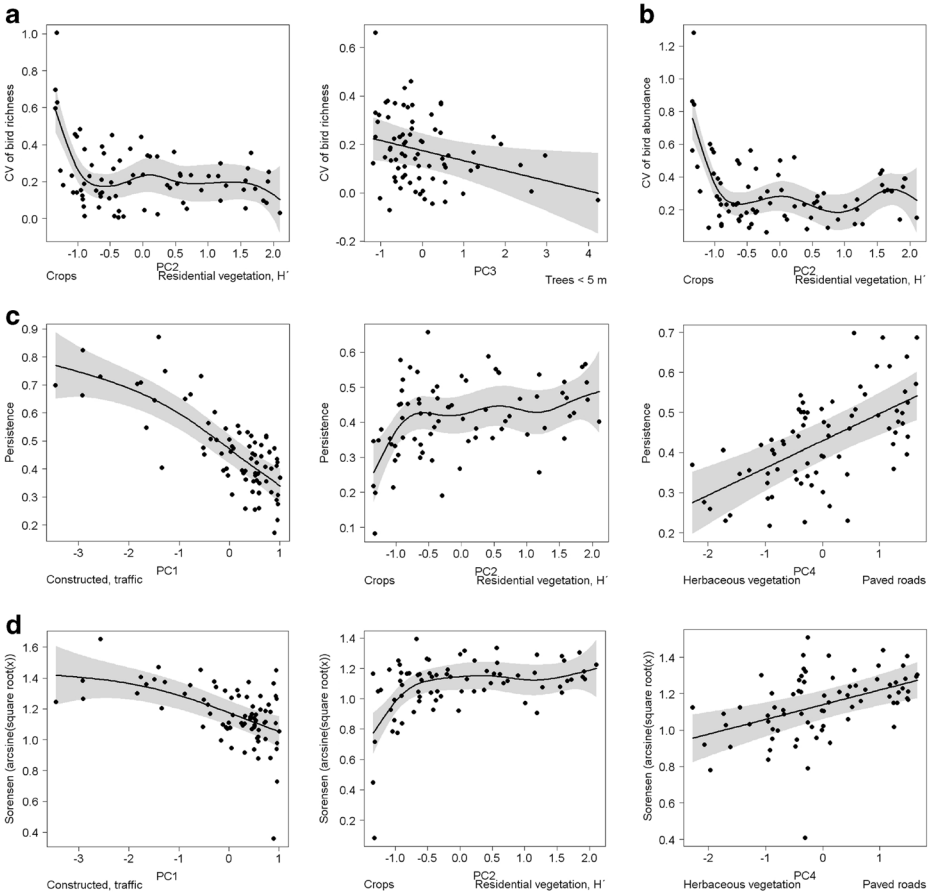 a
b
1.0
0.8
0.6
0.4
0.2
0.0
CV of bird richness
-1.0 -0.5 0.0 0.5 1.0 1.5 2.0
PC2
Crops Residential vegetation, H´
0.6
0.4
0.2
0.0
-0.2
CV of bird richness
-1 0 1 2 3 4
PC3
Trees < 5 m
1.2
1.0
0.8
0.6
0.4
0.2
CV of bird abundance
-1.0 -0.5 0.0 0.5 1.0 1.5 2.0
PC2
Crops Residential vegetation, H´
c
0.9
0.8
0.7
0.6
0.5
0.4
0.3
0.2
Persistence
-3 -2 -1 0 1
PC1
Constructed, traffic
0.6
0.5
0.4
0.3
0.2
0.1
Persistence
-1.0 -0.5 0.0 0.5 1.0 1.5 2.0
PC2
Crops Residential vegetation, H´
0.7
0.6
0.5
0.4
0.3
0.2
Persistence
-2 -1 0 1
PC4
Herbaceous vegetation Paved roads
d
1.6
1.4
1.2
1.0
0.8
0.6
0.4
Sorensen (arcsine(square root(x))
-3 -2 -1 0 1
PC1
Constructed, traffic
1.4
1.2
1.0
0.8
0.6
0.4
0.2
Sorensen (arcsine(square root(x))
-1.0 -0.5 0.0 0.5 1.0 1.5 2.0
PC2
Crops Residential vegetation, H´
1.4
1.2
1.0
0.8
0.6
0.4
Sorensen (arcsine(square root(x))
-2 -1 0 1
PC4
Herbaceous vegetation Paved roads